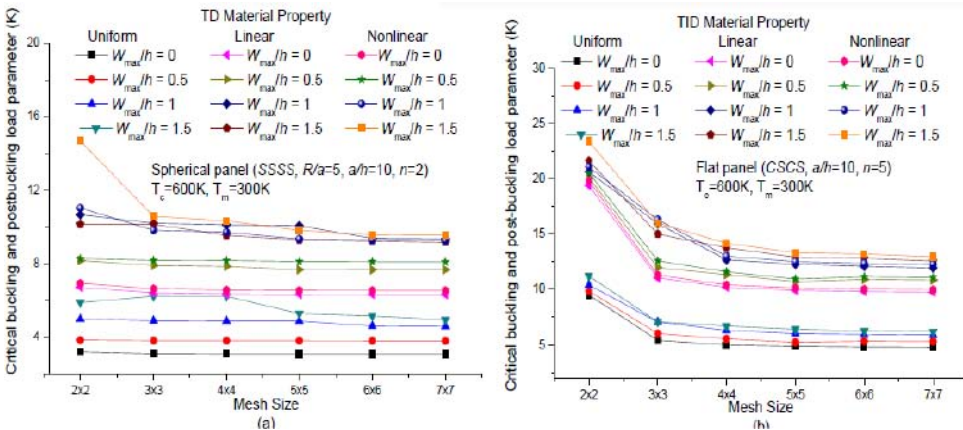 TD Material Property
Critical buckling and postbuckling load parameter (K)
20
16
12
8
4
Uniform Linear Nonlinear
Wmax/h = 0 Wmax/h = 0 Wmax/h = 0
Wmax/h = 0.5 Wmax/h = 0.5 Wmax/h = 0.5
Wmax/h = 1 Wmax/h = 1 Wmax/h = 1
Wmax/h = 1.5 Wmax/h = 1.5 Wmax/h = 1.5
Spherical panel (SSSS, R/a=5, a/h=10, n=2)
Tc=600K, Tm=300K
2x2 3x3 4x4 5x5 6x6 7x7
Mesh Size
(a)
TID Material Property
Critical buckling and post-bucking load parameter (K)
30
25
20
15
10
5
Uniform Linear Nonlinear
Wmax/h = 0 Wmax/h = 0 Wmax/h = 0
Wmax/h = 0.5 Wmax/h = 0.5 Wmax/h = 0.5
Wmax/h = 1 Wmax/h = 1 Wmax/h = 1
Wmax/h = 1.5 Wmax/h = 1.5 Wmax/h = 1.5
Flat panel (CSCS, a/h=10, n=5)
Tc=600K, Tm=300K
2x2 3x3 4x4 5x5 6x6 7x7
Mesh Size
(b)